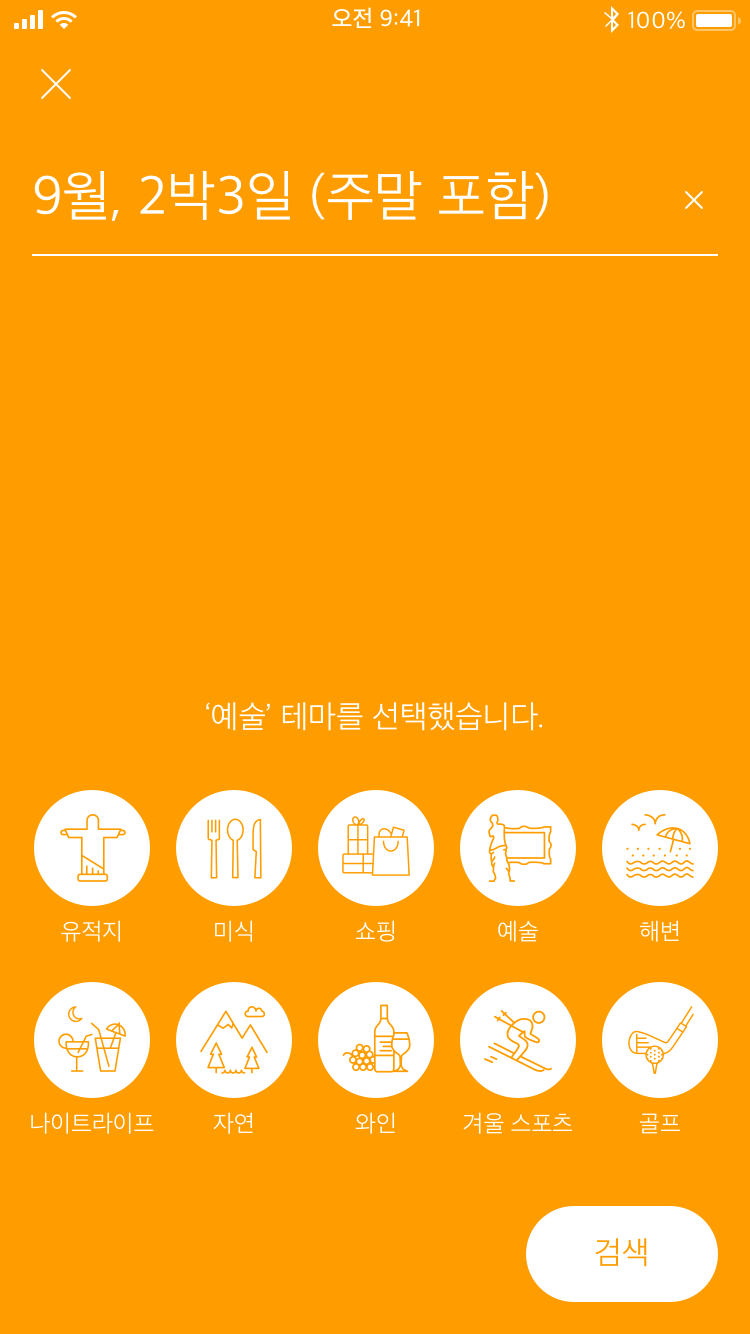 오전 9:41
100%
9월, 2박3일 (주말 포함)
‘예술’ 테마를 선택했습니다.
유적지 미식 쇼핑 예술 해변
나이트라이프 자연 와인 겨울 스포츠 골프
검색